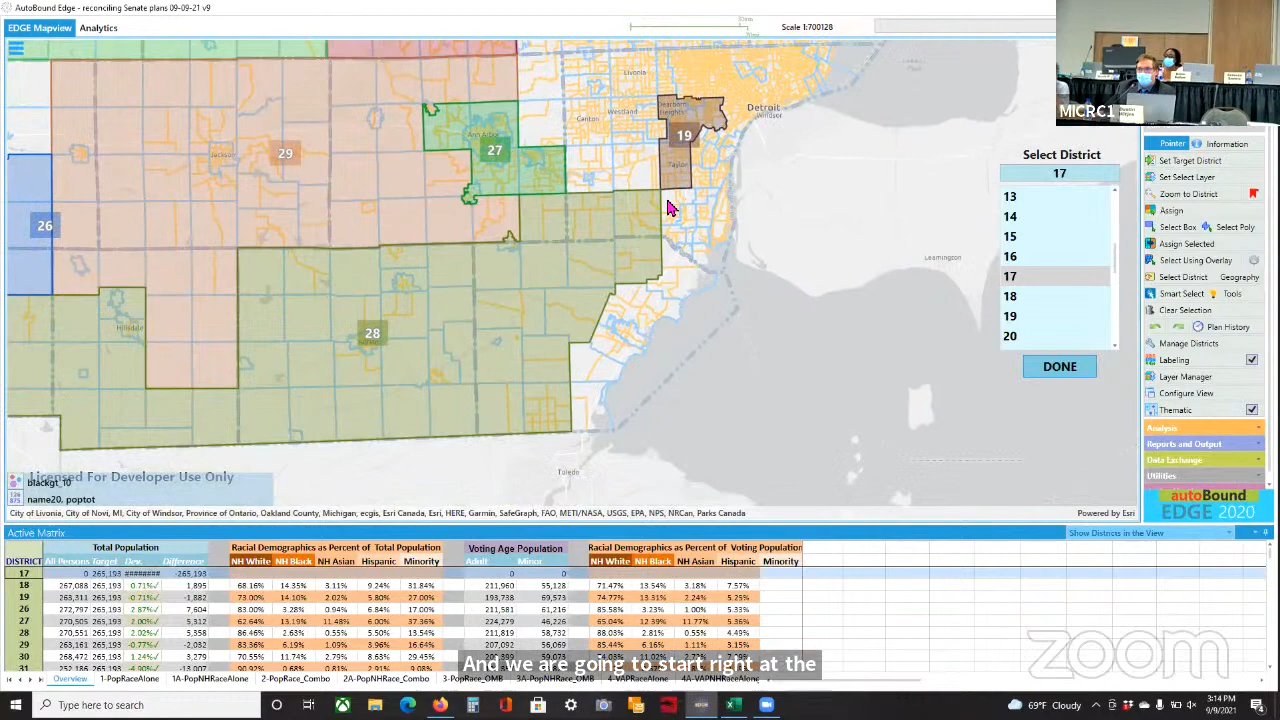 AutoBound Edge - reconciling Senate plans 09-09-21 v9
EDGE Mapview Analytics
Scale 1:700128
MICRC1
Livonia
Westland
Canton
Dearborn
Heights
Detroit
Windsor
19
Taylor
Ann Arbor
27
Jackson
29
26
Leamington
Hillsdale
28
Toledo
Select District
17
13
14
15
16
17
18
19
20
DONE
Pointer Information
Set Target District
Set Select Layer
Zoom to District
Assign
Select Box Select Poly
Assign Selected
Select Using Overlay
Select District Geography
Smart Select Tools
Clear Selection
Plan History
Manage Districts
Labeling
Layer Manager
Configure View
Thematic
Analysis
Reports and Output
Data Exchange
Utilities
autoBound
EDGE 2020
Licensed For Developer Use Only
blackgt_10
name20, poptot
City of Livonia, City of Novi, MI, City of Windsor, Province of Ontario, Oakland County, Michigan, ecgis, Esri Canada, Esri, HERE, Garmin, SafeGraph, FAO, METI/NASA, USGS, EPA, NPS, NRCan, Parks Canada
Powered by Esri
Active Matrix
Show Districts in the View
Total Population Racial Demographics as Percent of Total Population Voting Age Population Racial Demographics as Percent of Voting Population
DISTRICT All Persons Target Dev. Difference NH White NH Black NH Asian Hispanic Minority Adult NH White NH Black NH Asian Hispanic Minority
17 0 265,193 ######## -265,193 0 0
18 267,088 265,193 0.71% 1,895 68.16% 14.35% 3.11% 9.24% 31.84% 211,960 55,128 71.47% 13.54% 3.18% 7.57%
19 263,311 265,193 -0.71% -1,882 73.00% 14.10% 2.02% 5.80% 27.00% 193,738 69,573 74.77% 13.31% 2.24% 5.25%
26 272,797 265,193 2.87% 7,604 83.00% 3.28% 0.94% 6.84% 17.00% 211,581 61,216 85.58% 3.23% 1.00% 5.33%
27 270,505 265,193 2.00% 5,312 62.64% 13.19% 11.48% 6.00% 37.36% 224,279 46,226 65.04% 12.39% 11.77% 5.36%
28 270,551 265,193 2.02% 5,358 86.46% 2.63% 0.55% 5.50% 13.54% 211,819 58,732 88.03% 2.81% 0.55% 4.49%
29 263,161 265,193 -0.77% -2,032 83.36% 6.19% 1.09% 5.96% 16.64% 207,092 56,069 85.44% 6.16% 1.11% 5.09%
30 268,472 265,193 1.24% 3,279 70.55% 11.74% 2.79%
31
And we are going to start right at the
Overview 1-PopRaceAlone 1A-PopNHRaceAlone 2-PopRace_Combo 2A-PopNHRace_Combo 3-PopRace_OMB 3A-PopNHRace_OMB 4-VAPRaceAlone 4A-VAPNHRaceAlone
zoom
Type here to search
69°F Cloudy
3:14 PM
9/9/2021